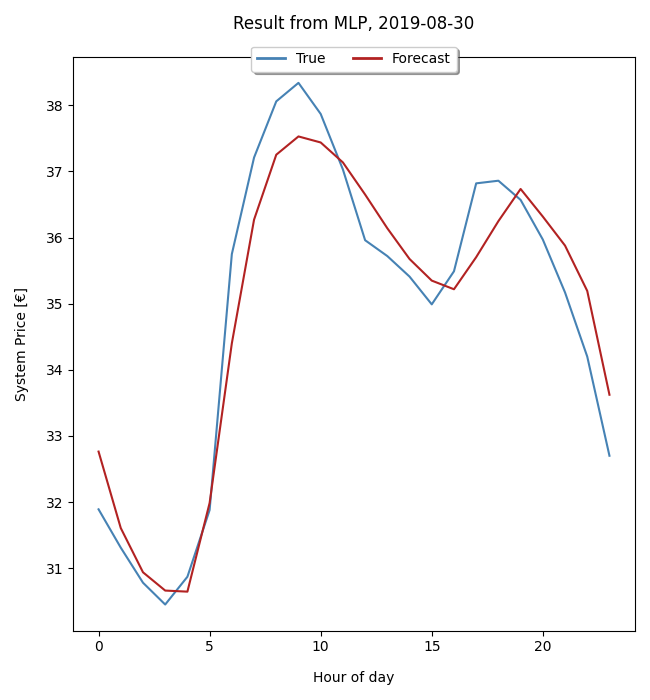 Result from MLP, 2019-08-30
True Forecast
38
37
36
35
34
33
32
31
System Price [€]
0 5 10 15 20
Hour of day